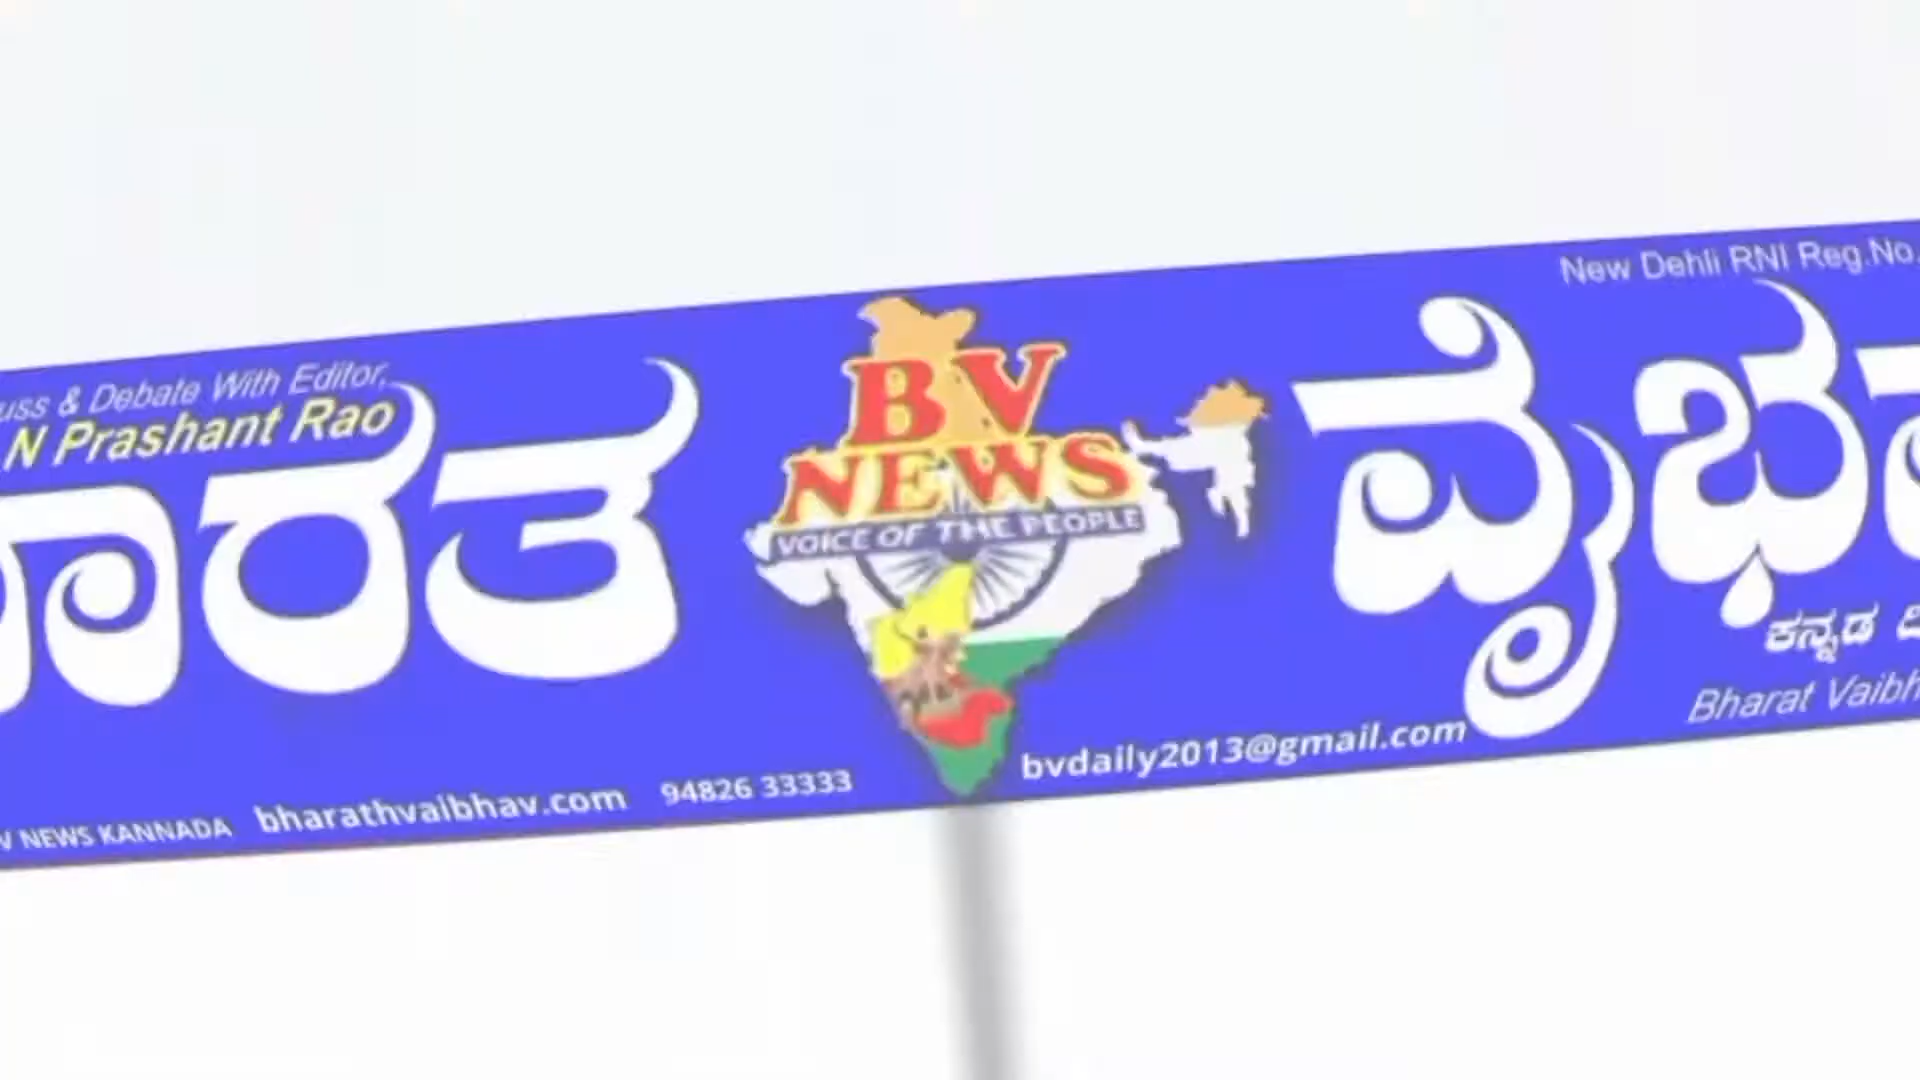 New Dehli RNI Reg.No.
& Debate With Editor,
N Prashant Rao
ಭಾರತ
BV
NEWS
VOICE OF THE PEOPLE
ವೈಭವ
ಕನ್ನಡ
Bharat Vaibh
NEWS KANNADA bharathvaibhav.com 94826 33333
bvdaily2013@gmail.com